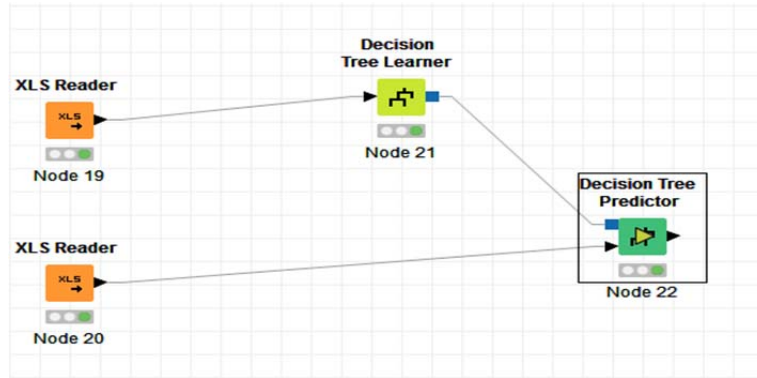 Decision
Tree Learner
XLS Reader
XLS
Node 21
Node 19
Decision Tree
Predictor
XLS Reader
XLS
Node 22
Node 20